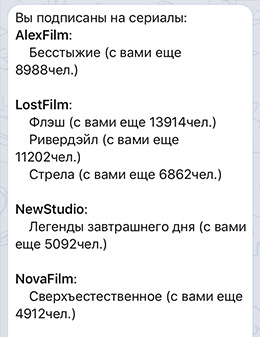 Вы подписаны на сериалы:
AlexFilm:
Бесстыжие (с вами еще
8988чел.)
LostFilm:
Флэш (с вами еще 13914чел.)
Ривердэйл (с вами еще
11202чел.)
Стрела (с вами еще 6862чел.)
NewStudio:
Легенды завтрашнего дня (с вами
еще 5092чел.)
NovaFilm:
Сверхъестественное (с вами еще
4912чел.)